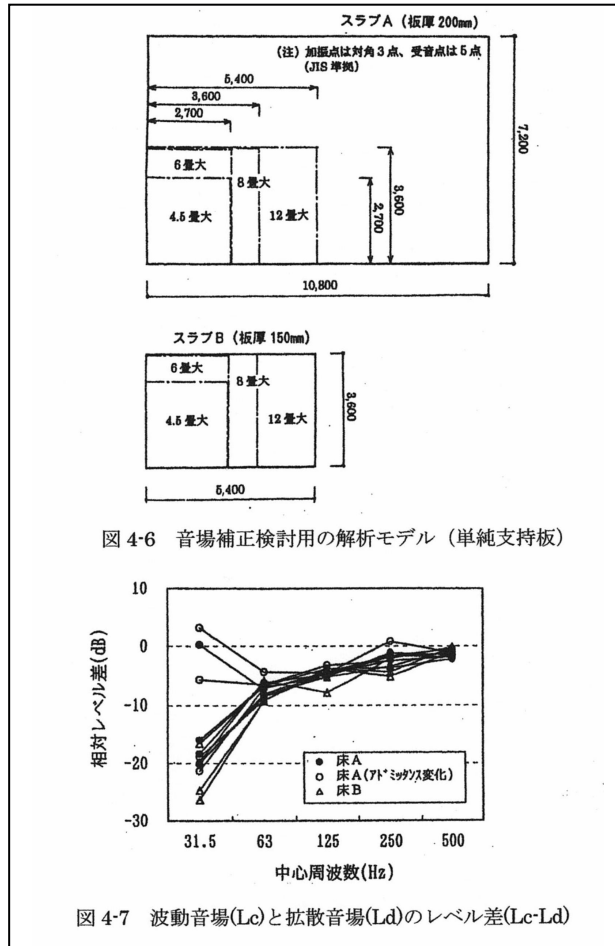 スラブA(板厚200mm)
(注)加振点は対角3点、受音点は5点
(JIS準拠)
5,400
3,600
2,700
6畳大
8畳大
4.5畳大
12畳大
2,700
3,600
7,200
10,800
スラブB(板厚150mm)
6畳大
8畳大
4.5畳大
12畳大
3,600
5,400
図 4-6 音場補正検討用の解析モデル(単純支持板)
10
0
-10
-20
-30
相対レベル差(dB)
床A
床A(アドミッタンス変化)
床B
31.5 63 125 250 500
中心周波数(Hz)
図 4-7 波動音場(Lc)と拡散音場(Ld)のレベル差(Lc-Ld)